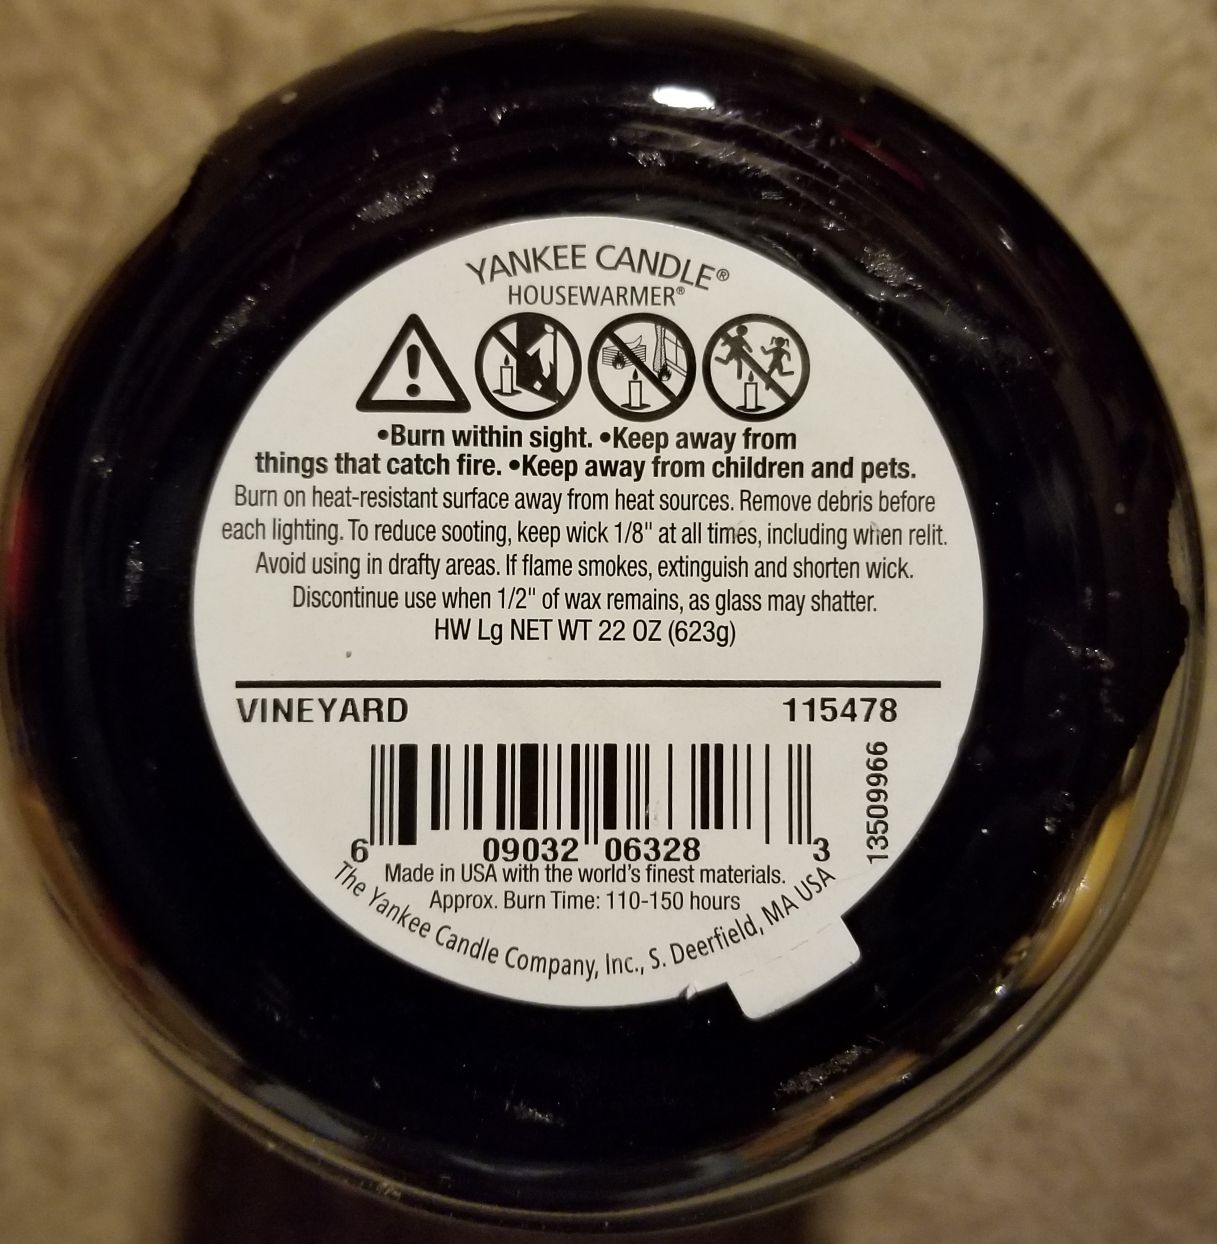 YANKEE CANDLE®
HOUSEWARMER®
•Burn within sight. •Keep away from
things that catch fire. •Keep away from children and pets.
Burn on heat-resistant surface away from heat sources. Remove debris before
each lighting. To reduce sooting, keep wick 1/8" at all times, including when relit.
Avoid using in drafty areas. If flame smokes, extinguish and shorten wick.
Discontinue use when 1/2" of wax remains, as glass may shatter.
HW Lg NET WT 22 OZ (623g)
VINEYARD 115478
13509966
6 09032 06328 3
Made in USA with the world's finest materials.
Approx. Burn Time: 110-150 hours
The Yankee Candle Company, Inc., S. Deerfield, MA USA